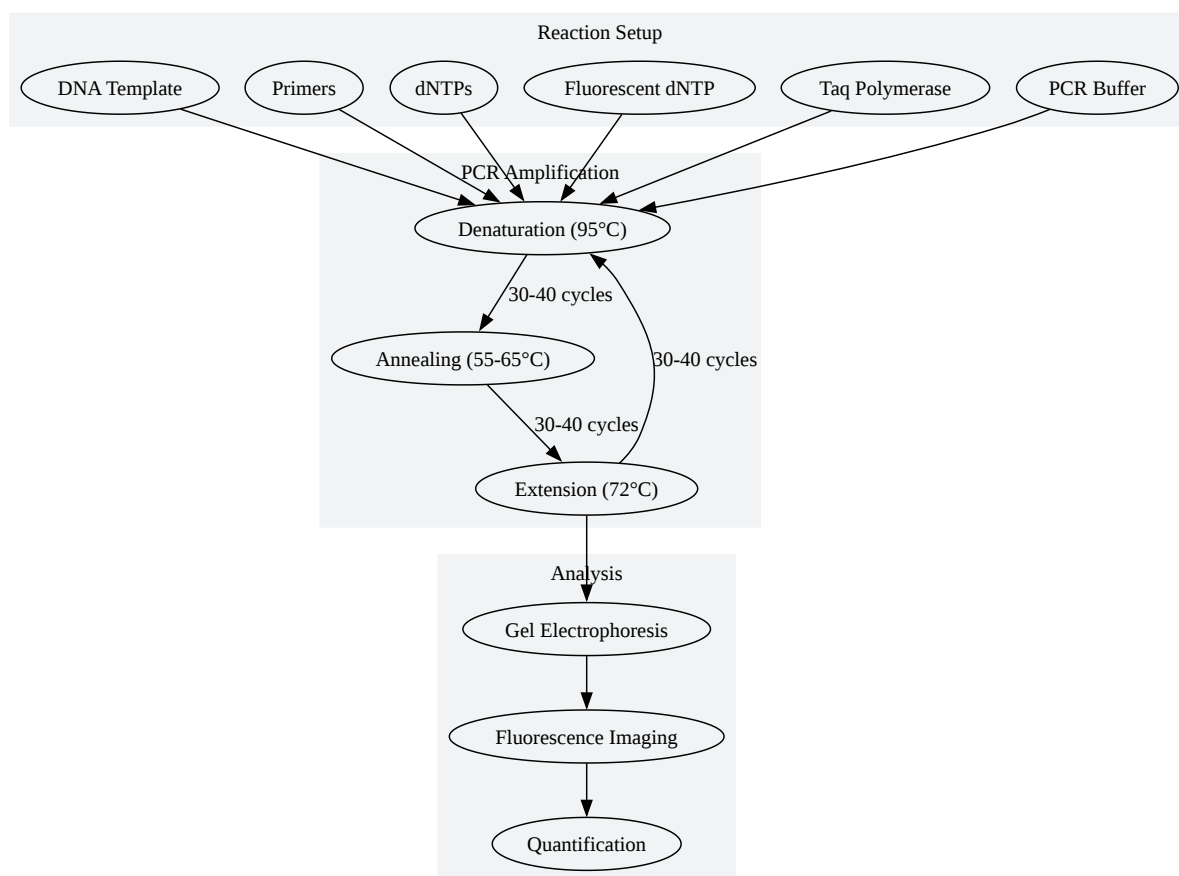 Reaction Setup
DNA Template
Primers
dNTPs
Fluorescent dNTP
Taq Polymerase
PCR Buffer
PCR Amplification
Denaturation (95°C)
30-40 cycles
Annealing (55-65°C)
30-40 cycles
30-40 cycles
Extension (72°C)
Analysis
Gel Electrophoresis
Fluorescence Imaging
Quantification